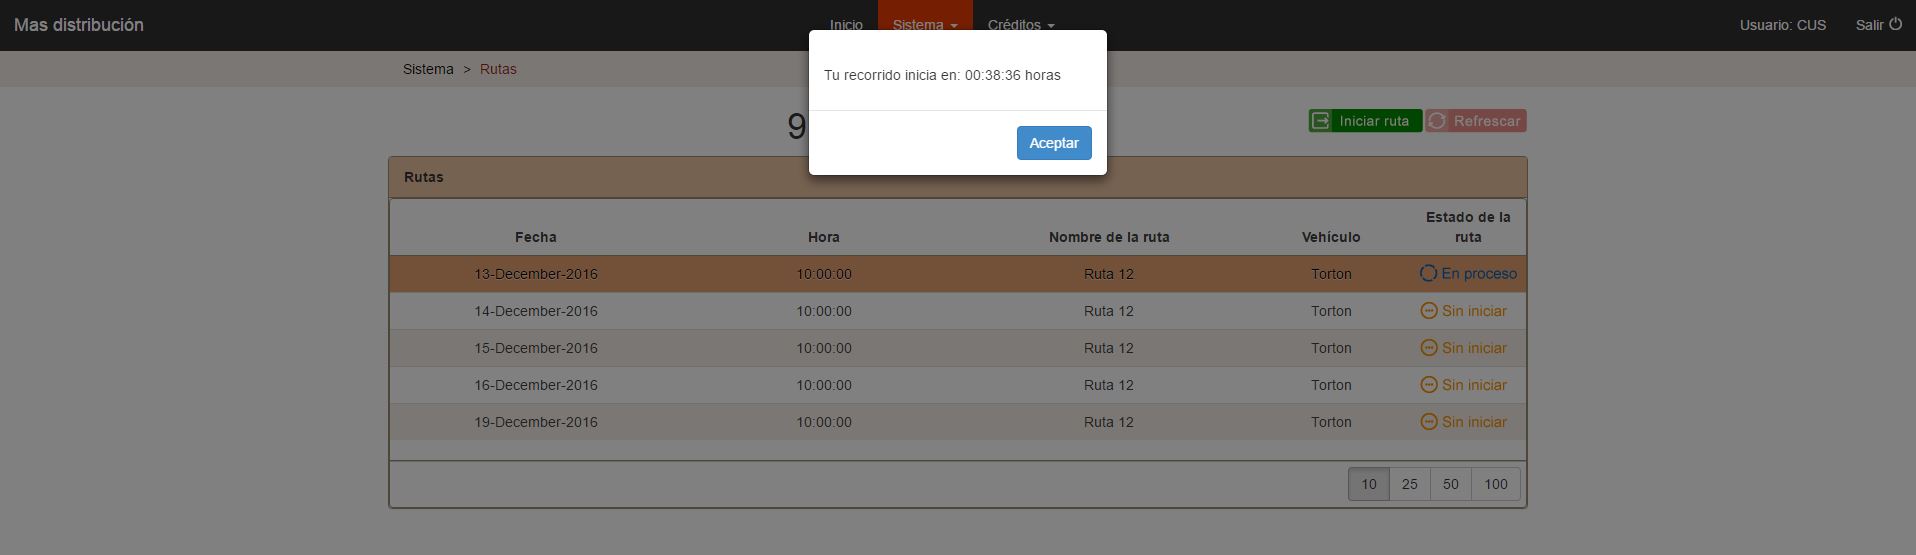 Mas distribución
Inicio
Sistema
Créditos
Usuario: CUS
Salir
Sistema > Rutas
Tu recorrido inicia en: 00:38:36 horas
Aceptar
9
Iniciar ruta
Refrescar
Rutas
Fecha Hora Nombre de la ruta Vehículo Estado de la
ruta
13-December-2016 10:00:00 Ruta 12 Torton En proceso
14-December-2016 10:00:00 Ruta 12 Torton Sin iniciar
15-December-2016 10:00:00 Ruta 12 Torton Sin iniciar
16-December-2016 10:00:00 Ruta 12 Torton Sin iniciar
19-December-2016 10:00:00 Ruta 12 Torton Sin iniciar
10 25 50 100